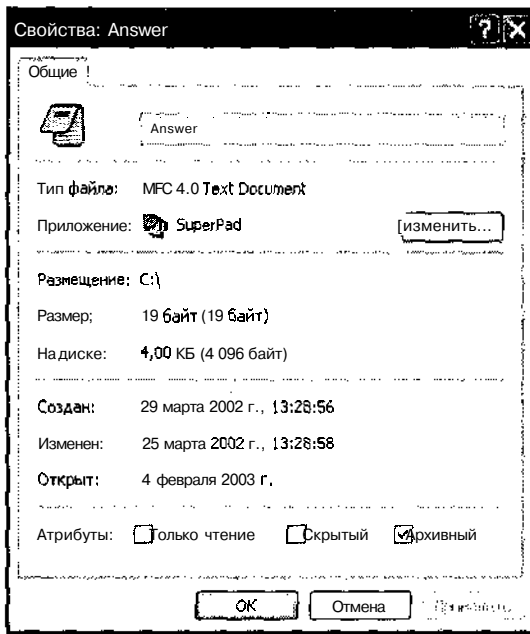 Свойства: Answer
Общие
Answer
Тип файла: MFC 4.0 Text Document
Приложение: SuperPad изменить...
Размещение: C:\
Размер; 19 байт (19 байт)
На диске: 4,00 КБ (4 096 байт)
Создан: 29 марта 2002 г., 13:28:56
Изменен: 25 марта 2002 г., 13:28:58
Открыт: 4 февраля 2003 г.
Атрибуты: Только чтение Скрытый Архивный
OK Отмена